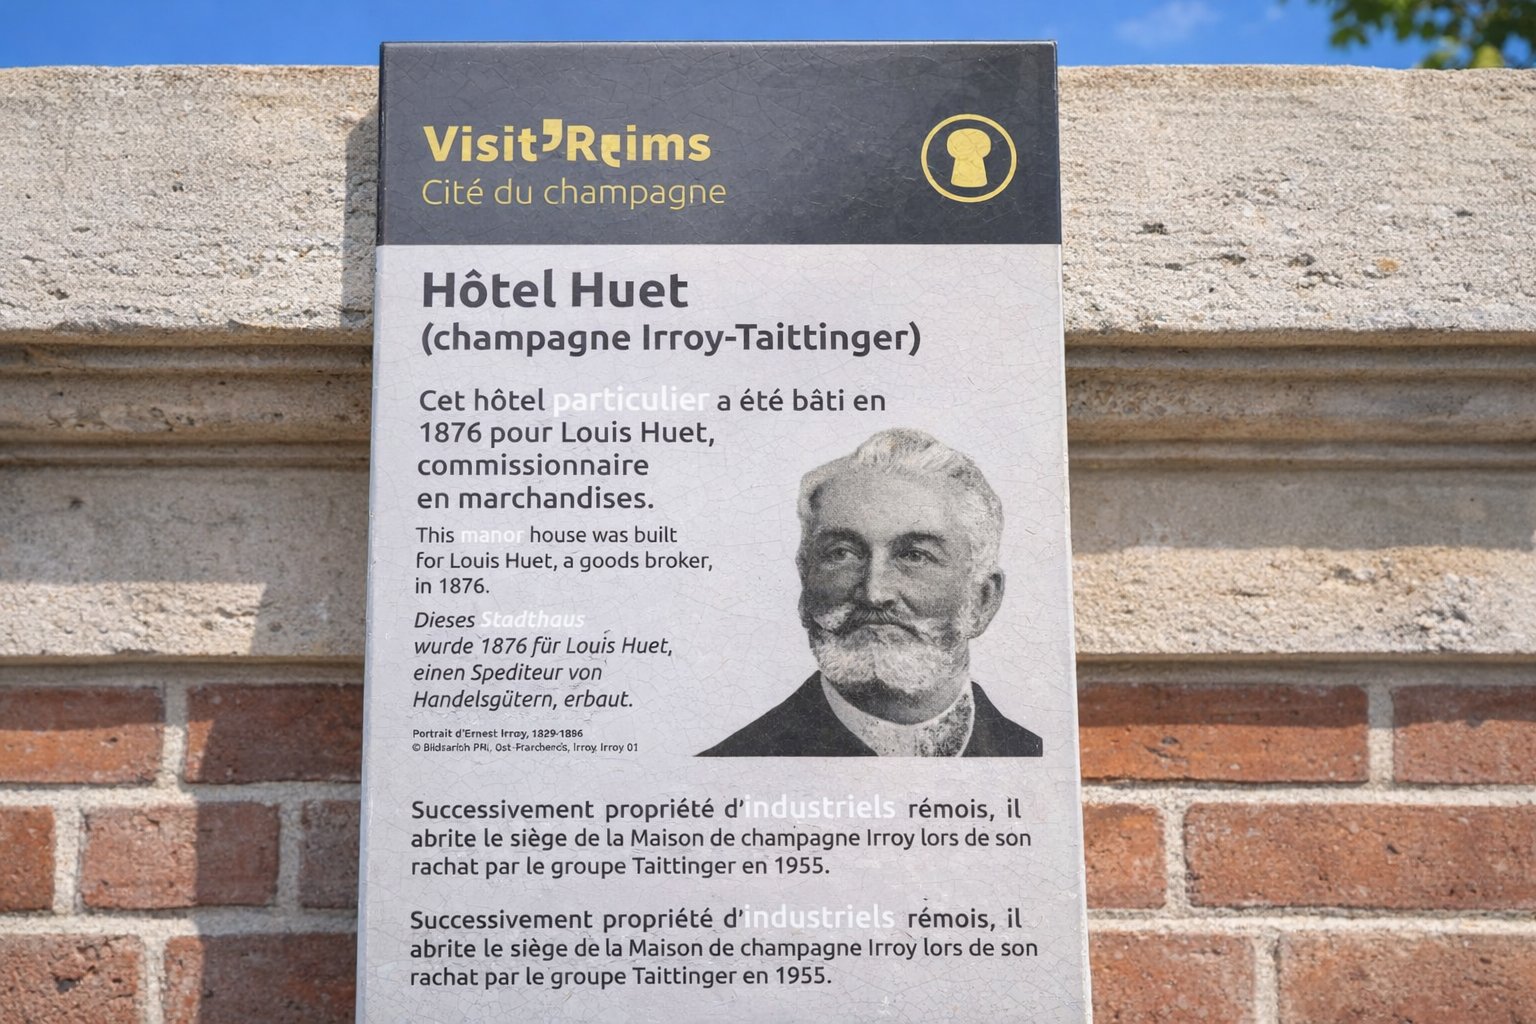 Visit'Reims
Cité du champagne
Hôtel Huet
(champagne Irroy-Taittinger)
Cet hôtel particulier a été bâti en
1876 pour Louis Huet,
commissionnaire
en marchandises.
This manor house was built
for Louis Huet, a goods broker,
in 1876.
Dieses Stadthaus
wurde 1876 für Louis Huet,
einen Spediteur von
Handelsgütern, erbaut.
Portrait d'Ernest Irroy, 1829-1886
© Irroy, Irroy 01
Successivement propriété d'industriels rémois, il
abrite le siège de la Maison de champagne Irroy lors de son
rachat par le groupe Taittinger en 1955.
Successivement propriété d'industriels rémois, il
abrite le siège de la Maison de champagne Irroy lors de son
rachat par le groupe Taittinger en 1955.